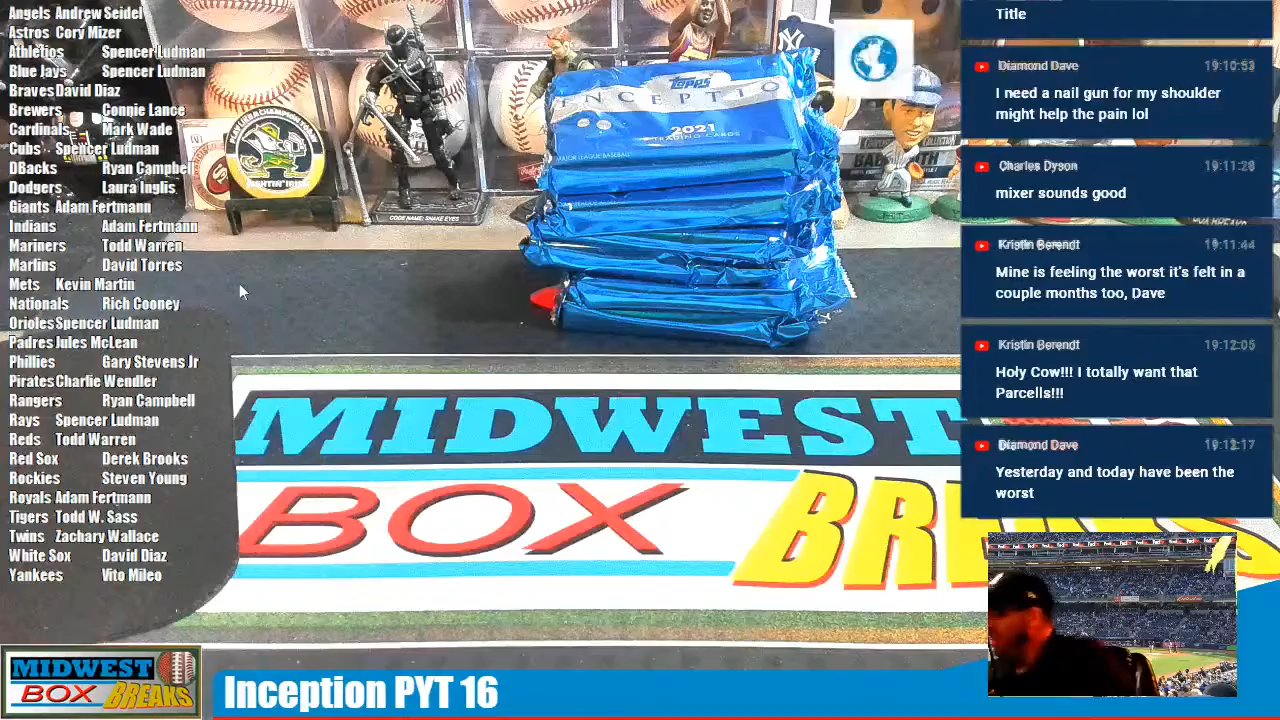 Angels Andrew Seidel
Astros Cory Mizer
Athletics Spencer Ludman
Blue Jays Spencer Ludman
Braves David Diaz
Brewers Connie Lance
Cardinals Mark Wade
Cubs Spencer Ludman
DBacks Ryan Campbell
Dodgers Laura Inglis
Giants Adam Fertmann
Indians Adam Fertmann
Mariners Todd Warren
Marlins David Torres
Mets Kevin Martin
Nationals Rich Cooney
Orioles Spencer Ludman
Padres Jules McLean
Phillies Gary Stevens Jr
Pirates Charlie Wendler
Rangers Ryan Campbell
Rays Spencer Ludman
Reds Todd Warren
Red Sox Derek Brooks
Rockies Steven Young
Royals Adam Fertmann
Tigers Todd W. Sass
Twins Zachary Wallace
White Sox David Diaz
Yankees Vito Mileo
Topps
INCEPTIO
2021
TRADING CARDS
MAJOR LEAGUE BASEBALL
CODE NAME: SNAKE EYES
MIDWEST
BOX BREAKS
Title
Diamond Dave 19:10:53
I need a nail gun for my shoulder
might help the pain lol
Charles Dyson 19:11:28
mixer sounds good
Kristin Berendt 19:11:44
Mine is feeling the worst it's felt in a
couple months too, Dave
Kristin Berendt 19:12:05
Holy Cow!!! I totally want that
Parcells!!!
Diamond Dave 19:12:17
Yesterday and today have been the
worst
MIDWEST
BOX BREAKS
Inception PYT 16